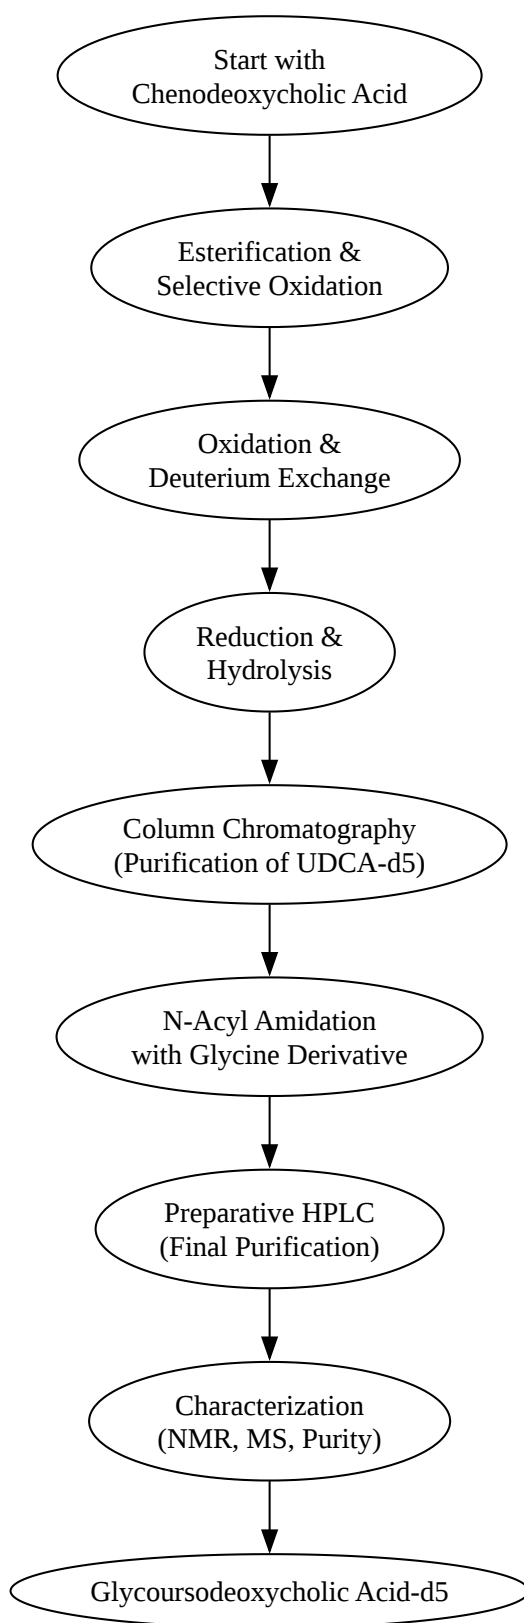 Start with
Chenodeoxycholic Acid
Esterification &
Selective Oxidation
Oxidation &
Deuterium Exchange
Reduction &
Hydrolysis
Column Chromatography
(Purification of UDCA-d5)
N-Acyl Amidation
with Glycine Derivative
Preparative HPLC
(Final Purification)
Characterization
(NMR, MS, Purity)
Glycoursodeoxycholic Acid-d5